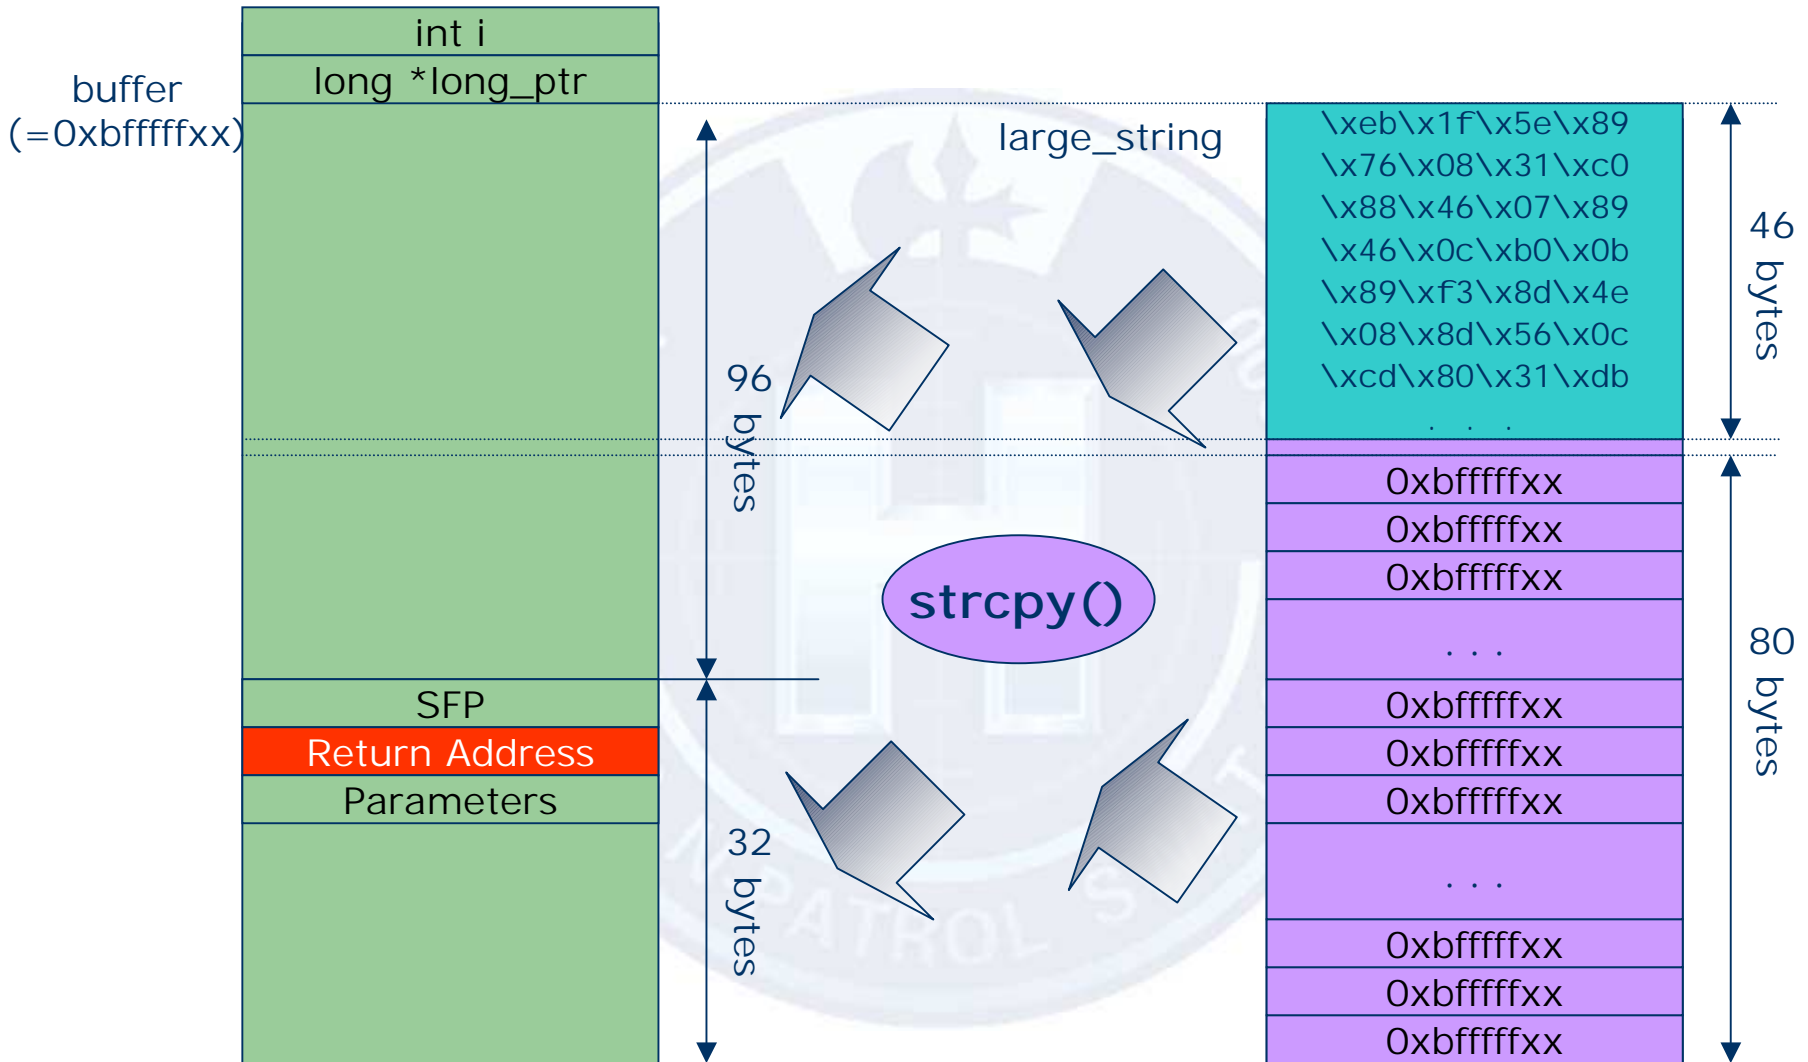 int i
long *long_ptr
buffer
(=0xbfffffxx)
large_string
96 bytes
SFP
Return Address
Parameters
32 bytes
strcpy()
\xeb\x1f\x5e\x89
\x76\x08\x31\xc0
\x88\x46\x07\x89
\x46\x0c\xb0\x0b
\x89\xf3\x8d\x4e
\x08\x8d\x56\x0c
\xcd\x80\x31\xdb
. . .
46 bytes
0xbfffffxx
0xbfffffxx
0xbfffffxx
. . .
0xbfffffxx
0xbfffffxx
0xbfffffxx
. . .
0xbfffffxx
0xbfffffxx
0xbfffffxx
80 bytes
PATROL